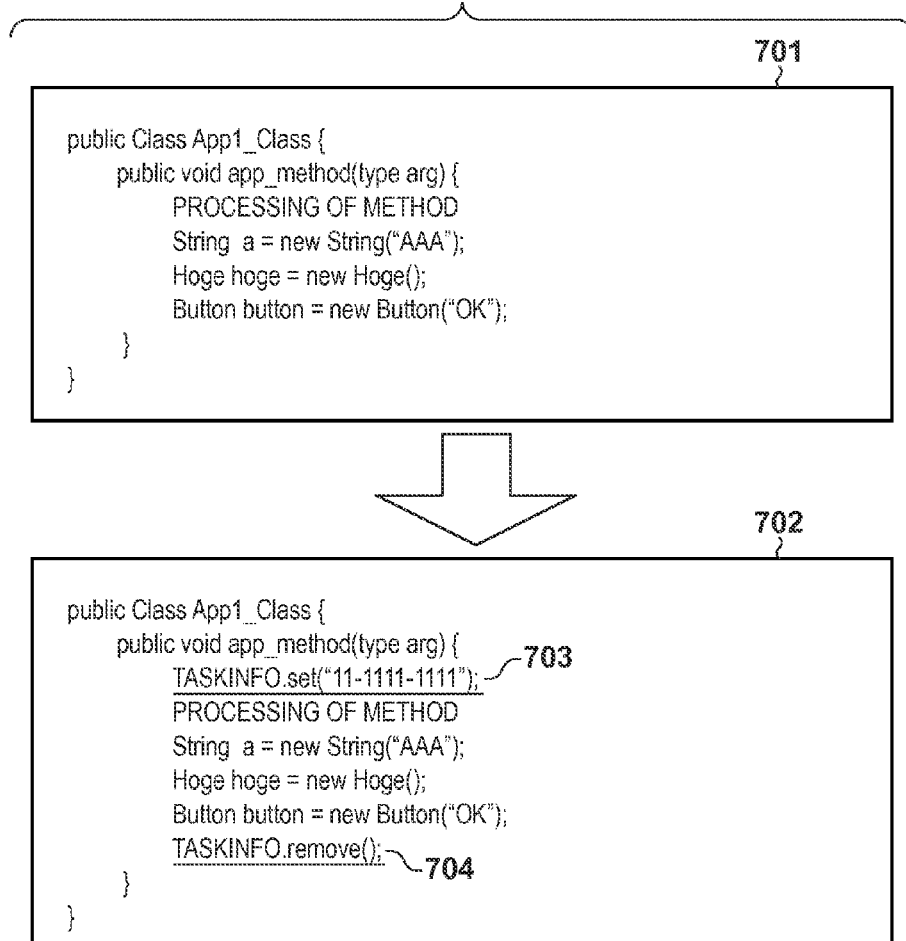 701
public Class App1_Class {
public void app_method(type arg) {
PROCESSING OF METHOD
String a = new String(“AAA”);
Hoge hoge = new Hoge();
Button button = new Button(“OK”);
}
}
702
public Class App1_Class {
public void app_method(type arg) {
TASKINFO.set(“11-1111-1111”); 703
PROCESSING OF METHOD
String a = new String(“AAA”);
Hoge hoge = new Hoge();
Button button = new Button(“OK”);
TASKINFO.remove(); 704
}
}